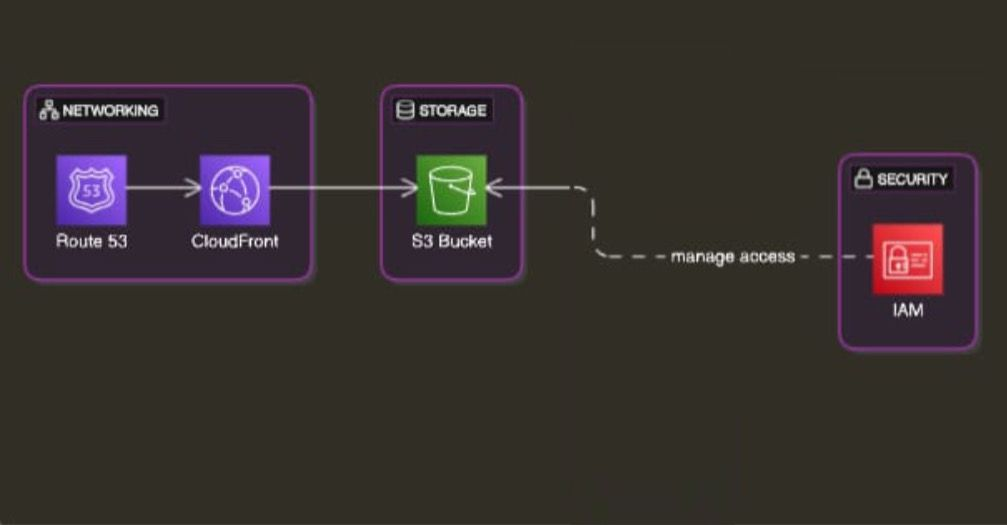 NETWORKING
STORAGE
SECURITY
53
Route 53
CloudFront
S3 Bucket
manage access
IAM